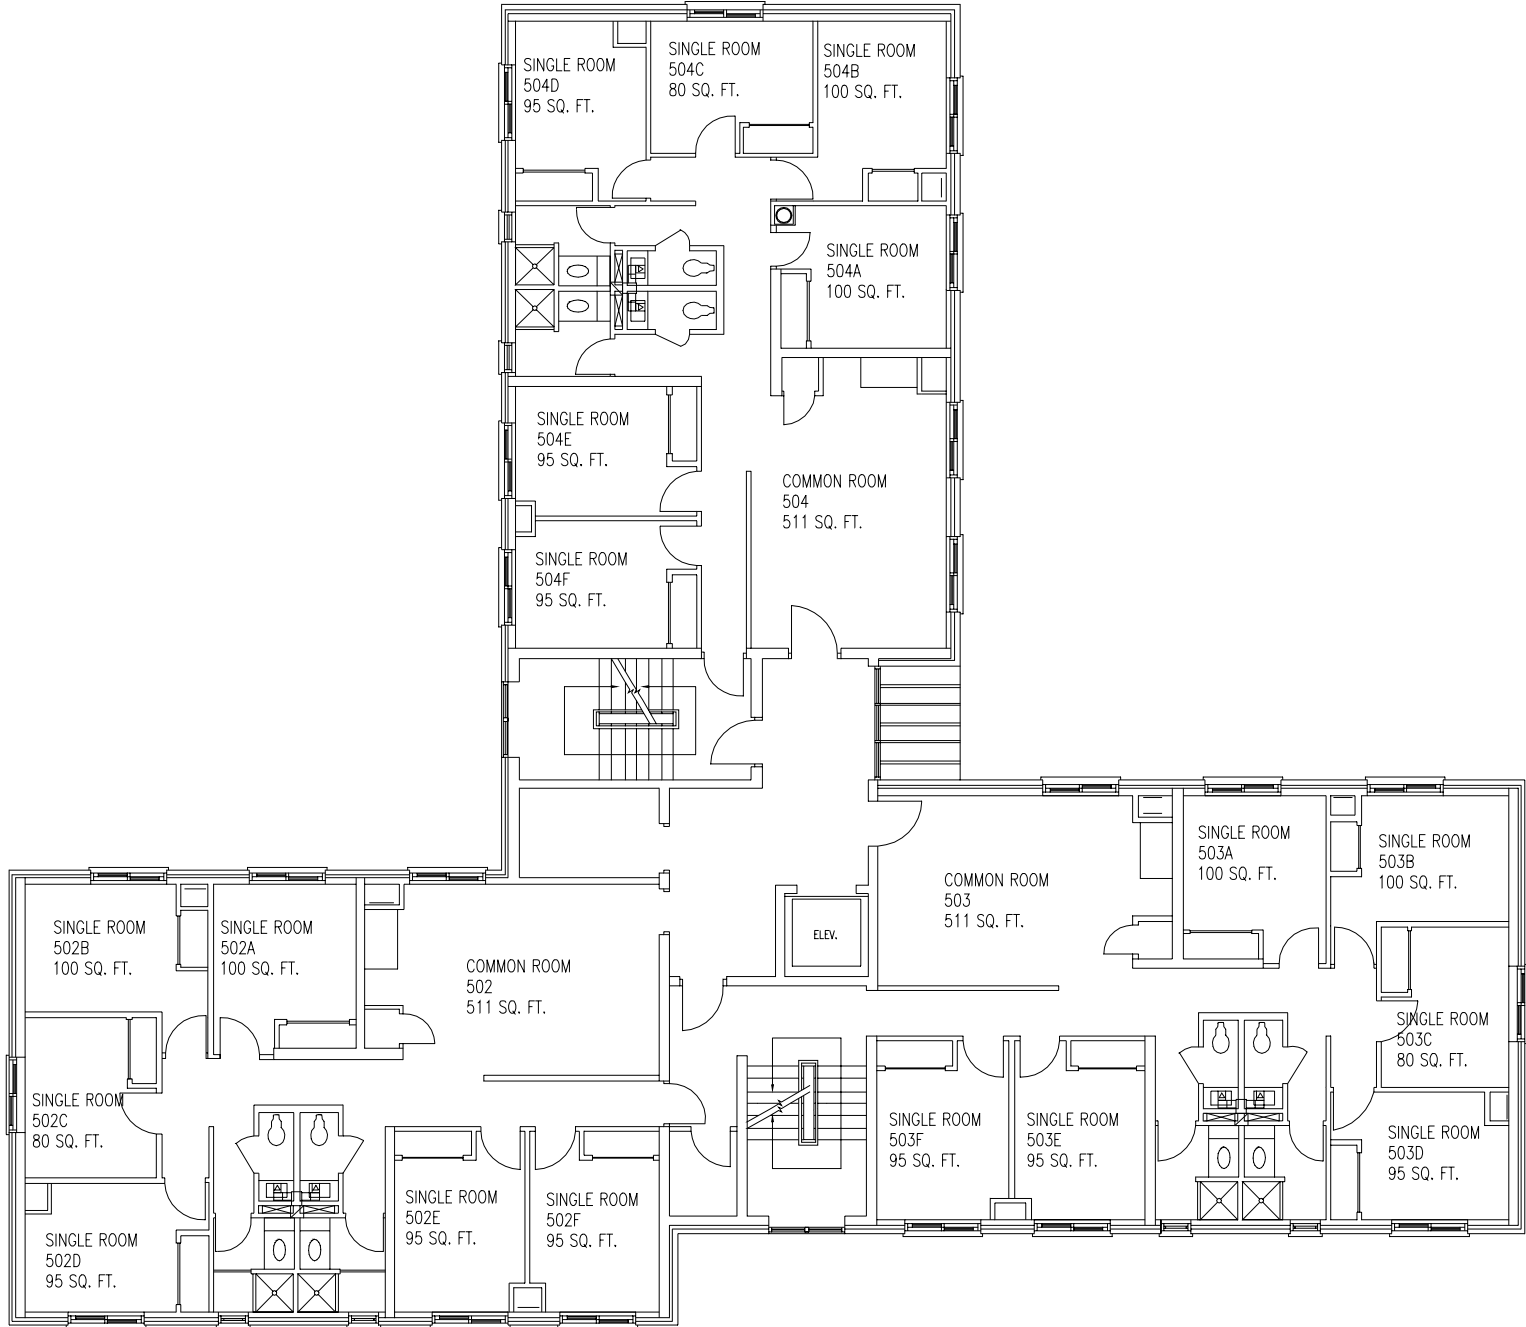 SINGLE ROOM
504D
95 SQ. FT.
SINGLE ROOM
504C
80 SQ. FT.
SINGLE ROOM
504B
100 SQ. FT.
SINGLE ROOM
504A
100 SQ. FT.
SINGLE ROOM
504E
95 SQ. FT.
COMMON ROOM
504
511 SQ. FT.
SINGLE ROOM
504F
95 SQ. FT.
SINGLE ROOM
503A
100 SQ. FT.
SINGLE ROOM
503B
100 SQ. FT.
COMMON ROOM
503
511 SQ. FT.
ELEV.
SINGLE ROOM
502B
100 SQ. FT.
SINGLE ROOM
502A
100 SQ. FT.
COMMON ROOM
502
511 SQ. FT.
SINGLE ROOM
503C
80 SQ. FT.
SINGLE ROOM
502C
80 SQ. FT.
SINGLE ROOM
503F
95 SQ. FT.
SINGLE ROOM
503E
95 SQ. FT.
SINGLE ROOM
503D
95 SQ. FT.
SINGLE ROOM
502E
95 SQ. FT.
SINGLE ROOM
502F
95 SQ. FT.
SINGLE ROOM
502D
95 SQ. FT.